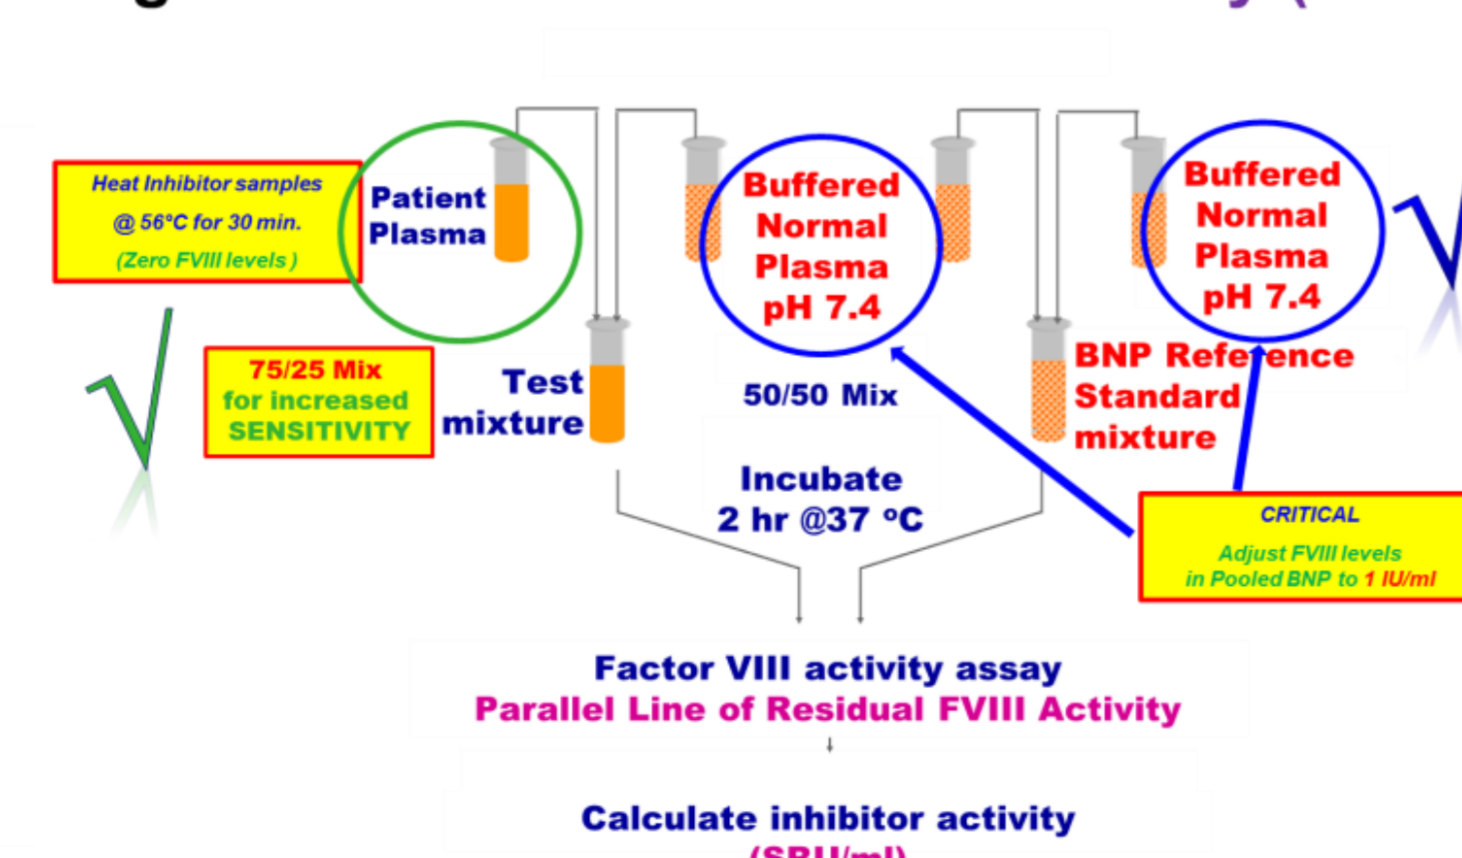 Heat Inhibitor samples
@ 56°C for 30 min.
(Zero FVIII levels )
Patient
Plasma
Buffered
Normal
Plasma
pH 7.4
Buffered
Normal
Plasma
pH 7.4
75/25 Mix
for increased
SENSITIVITY
Test
mixture
50/50 Mix
BNP Reference
Standard
mixture
Incubate
2 hr @37 ºC
CRITICAL
Adjust FVIII levels
in Pooled BNP to 1 IU/ml
Factor VIII activity assay
Parallel Line of Residual FVIII Activity
Calculate inhibitor activity
(SBU/ml)